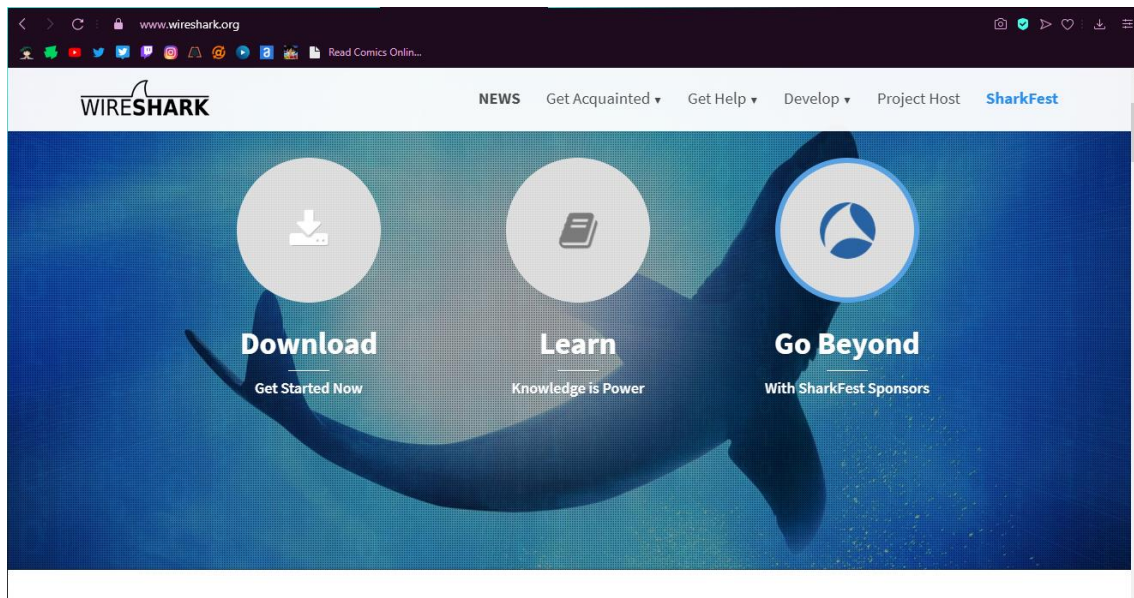 www.wireshark.org
Read Comics Onlin...
WIRESHARK
NEWS Get Acquainted ▾ Get Help ▾ Develop ▾ Project Host SharkFest
Download Learn Go Beyond
Get Started Now Knowledge is Power With SharkFest Sponsors